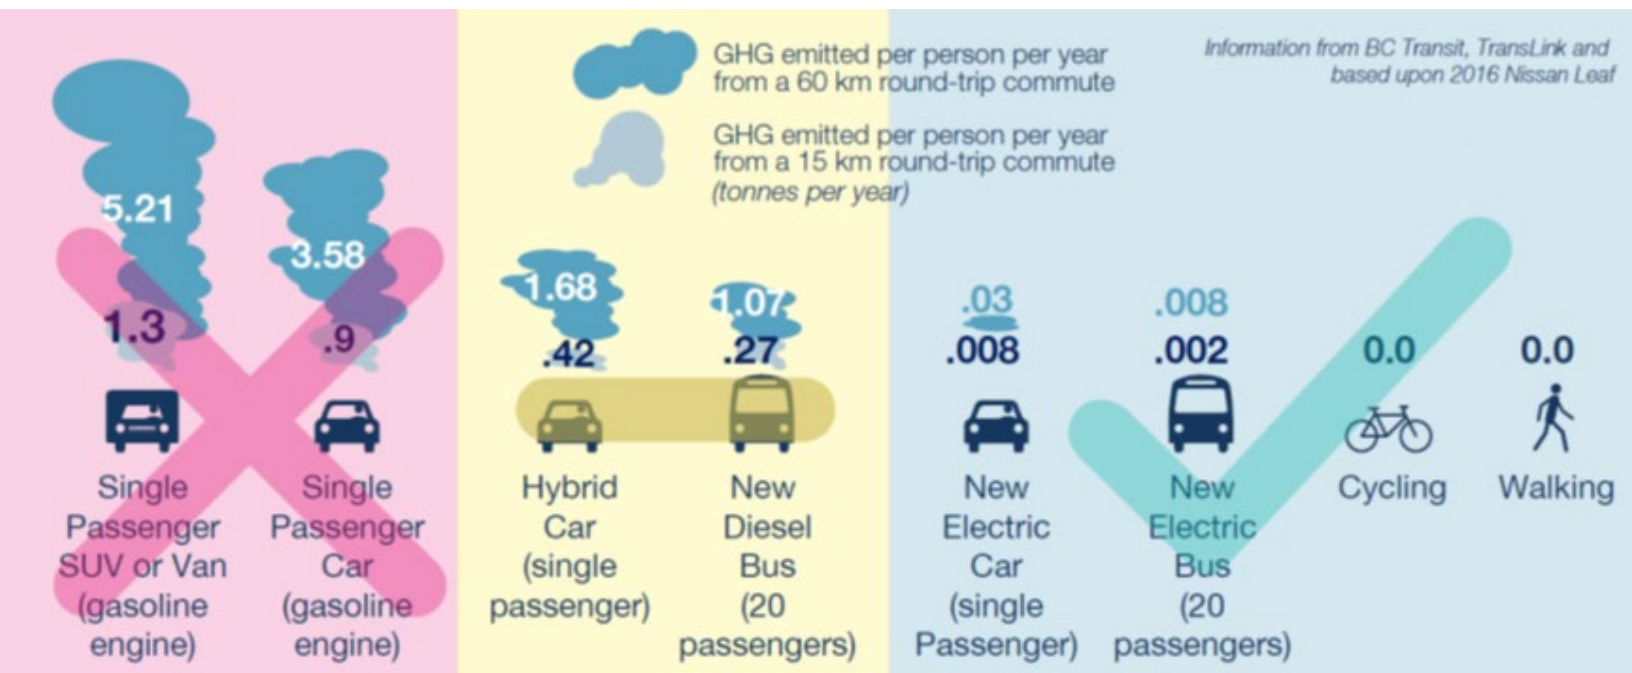 GHG emitted per person per year
from a 60 km round-trip commute
GHG emitted per person per year
from a 15 km round-trip commute
(tonnes per year)
Information from BC Transit, TransLink and
based upon 2016 Nissan Leaf
5.21
1.3
Single
Passenger
SUV or Van
(gasoline
engine)
3.58
.9
Single
Passenger
Car
(gasoline
engine)
1.68
.42
Hybrid
Car
(single
passenger)
1.07
.27
New
Diesel
Bus
(20
passengers)
.03
.008
New
Electric
Car
(single
Passenger)
.008
.002
New
Electric
Bus
(20
passengers)
0.0
Cycling
0.0
Walking